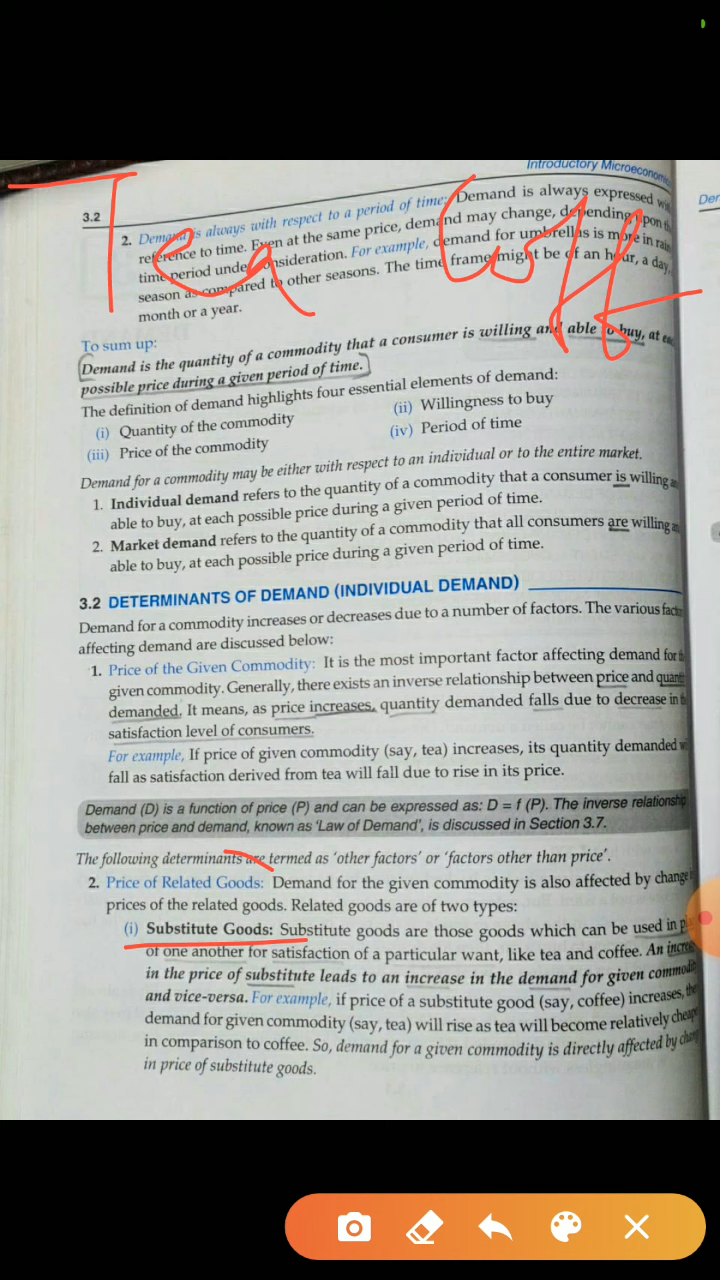 Introductory Microeconomics
3.2
Der
2. Demand is always with respect to a period of time: Demand is always expressed
reference to time. Even at the same price, demand may change, depending upon
time period under consideration. For example, demand for umbrellas is more in
season as compared to other seasons. The time frame might be of an hour, a day,
month or a year.
Tea Coff
To sum up:
Demand is the quantity of a commodity that a consumer is willing and able to buy, at
possible price during a given period of time.
The definition of demand highlights four essential elements of demand:
(i) Quantity of the commodity (ii) Willingness to buy
(iii) Price of the commodity (iv) Period of time
Demand for a commodity may be either with respect to an individual or to the entire market.
1. Individual demand refers to the quantity of a commodity that a consumer is willing
able to buy, at each possible price during a given period of time.
2. Market demand refers to the quantity of a commodity that all consumers are willing
able to buy, at each possible price during a given period of time.
3.2 DETERMINANTS OF DEMAND (INDIVIDUAL DEMAND)
Demand for a commodity increases or decreases due to a number of factors. The various
affecting demand are discussed below:
1. Price of the Given Commodity: It is the most important factor affecting demand for
given commodity. Generally, there exists an inverse relationship between price and
demanded. It means, as price increases, quantity demanded falls due to decrease in
satisfaction level of consumers.
For example, If price of given commodity (say, tea) increases, its quantity demanded
fall as satisfaction derived from tea will fall due to rise in its price.
Demand (D) is a function of price (P) and can be expressed as: D = f (P). The inverse relationship
between price and demand, known as 'Law of Demand', is discussed in Section 3.7.
The following determinants are termed as 'other factors' or 'factors other than price'.
2. Price of Related Goods: Demand for the given commodity is also affected by change
prices of the related goods. Related goods are of two types:
(i) Substitute Goods: Substitute goods are those goods which can be used in
of one another for satisfaction of a particular want, like tea and coffee. An
in the price of substitute leads to an increase in the demand for given
and vice-versa. For example, if price of a substitute good (say, coffee) increases,
demand for given commodity (say, tea) will rise as tea will become relatively
in comparison to coffee. So, demand for a given commodity is directly affected by
in price of substitute goods.